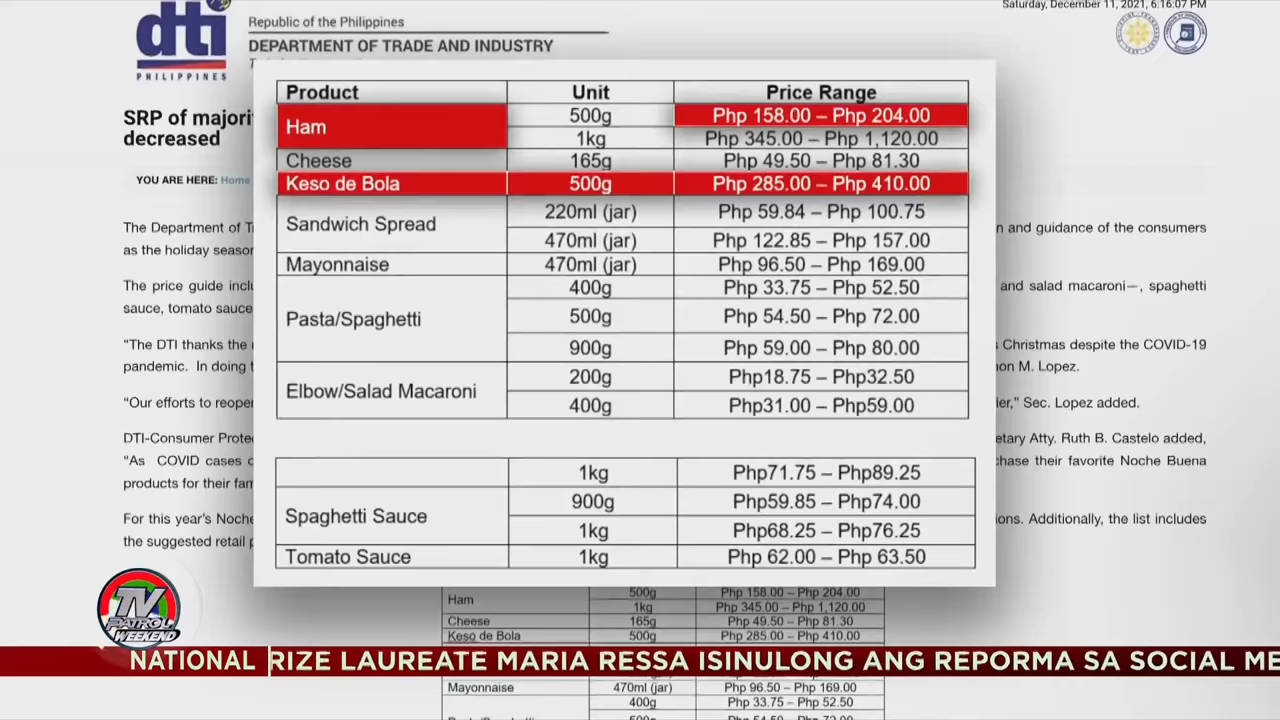 Saturday, December 11, 2021, 6:16:07 PM
dti
PHILIPPINES
Republic of the Philippines
DEPARTMENT OF TRADE AND INDUSTRY
SRP of majori
decreased
YOU ARE HERE: Home
The Department of T
n and guidance of the consumers
as the holiday season
The price guide inclu
and salad macaroni—, spaghetti
sauce, tomato sauce
“The DTI thanks the
Christmas despite the COVID-19
pandemic. In doing t
on M. Lopez.
“Our efforts to reope
ier,” Sec. Lopez added.
DTI-Consumer Prote
etary Atty. Ruth B. Castelo added,
“As COVID cases c
hase their favorite Noche Buena
products for their fam
For this year’s Noche
ions. Additionally, the list includes
the suggested retail p
Product Unit Price Range
Ham 500g Php 158.00 – Php 204.00
1kg Php 345.00 – Php 1,120.00
Cheese 165g Php 49.50 – Php 81.30
Keso de Bola 500g Php 285.00 – Php 410.00
Sandwich Spread 220ml (jar) Php 59.84 – Php 100.75
470ml (jar) Php 122.85 – Php 157.00
Mayonnaise 470ml (jar) Php 96.50 – Php 169.00
Pasta/Spaghetti 400g Php 33.75 – Php 52.50
500g Php 54.50 – Php 72.00
900g Php 59.00 – Php 80.00
Elbow/Salad Macaroni 200g Php18.75 – Php32.50
400g Php31.00 – Php59.00
1kg Php71.75 – Php89.25
Spaghetti Sauce 900g Php59.85 – Php74.00
1kg Php68.25 – Php76.25
Tomato Sauce 1kg Php 62.00 – Php 63.50
Ham 500g Php 158.00 – Php 204.00
1kg Php 345.00 – Php 1,120.00
Cheese 165g Php 49.50 – Php 81.30
Keso de Bola 500g Php 285.00 – Php 410.00
TV
PATROL
WEEKEND
NATIONAL RIZE LAUREATE MARIA RESSA ISINULONG ANG REPORMA SA SOCIAL ME
Mayonnaise 470ml (jar) Php 96.50 – Php 169.00
400g Php 33.75 – Php 52.50